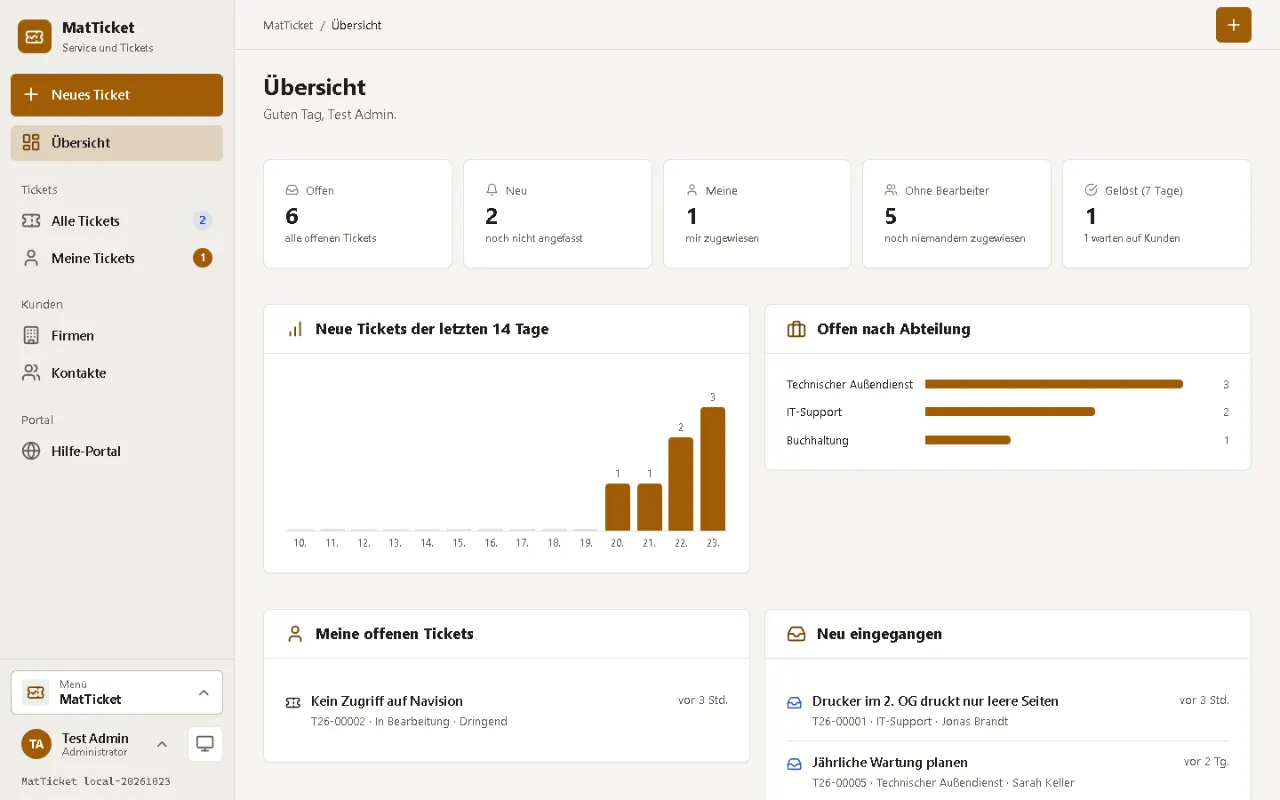 MatTicket
Service und Tickets
Neues Ticket
Übersicht
Tickets
Alle Tickets 2
Meine Tickets 1
Kunden
Firmen
Kontakte
Portal
Hilfe-Portal
Menü
MatTicket
TA
Test Admin
Administrator
MatTicket local-20261023
MatTicket / Übersicht
Übersicht
Guten Tag, Test Admin.
Offen
6
alle offenen Tickets
Neu
2
noch nicht angefasst
Meine
1
mir zugewiesen
Ohne Bearbeiter
5
noch niemandem zugewiesen
Gelöst (7 Tage)
1
1 warten auf Kunden
Neue Tickets der letzten 14 Tage
1 1 2 3
10. 11. 12. 13. 14. 15. 16. 17. 18. 19. 20. 21. 22. 23.
Offen nach Abteilung
Technischer Außendienst 3
IT-Support 2
Buchhaltung 1
Meine offenen Tickets
Kein Zugriff auf Navision vor 3 Std.
T26-00002 · In Bearbeitung · Dringend
Neu eingegangen
Drucker im 2. OG druckt nur leere Seiten vor 3 Std.
T26-00001 · IT-Support · Jonas Brandt
Jährliche Wartung planen vor 2 Tg.
T26-00005 · Technischer Außendienst · Sarah Keller